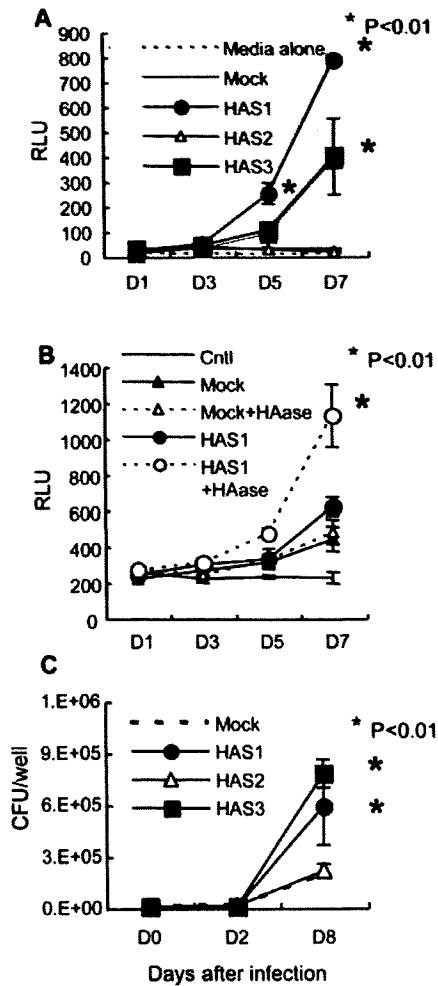 A
* P<0.01
900
800
700
600
500
400
300
200
100
0
RLU
Media alone
Mock
HAS1
HAS2
HAS3
*
*
*
D1 D3 D5 D7
B
* P<0.01
1400
1200
1000
800
600
400
200
0
RLU
Cntl
Mock
Mock+HAase
HAS1
HAS1
+HAase
*
D1 D3 D5 D7
C
* P<0.01
1.E+06
9.E+05
6.E+05
3.E+05
0.E+00
CFU/well
Mock
HAS1
HAS2
HAS3
*
*
D0 D2 D8
Days after infection